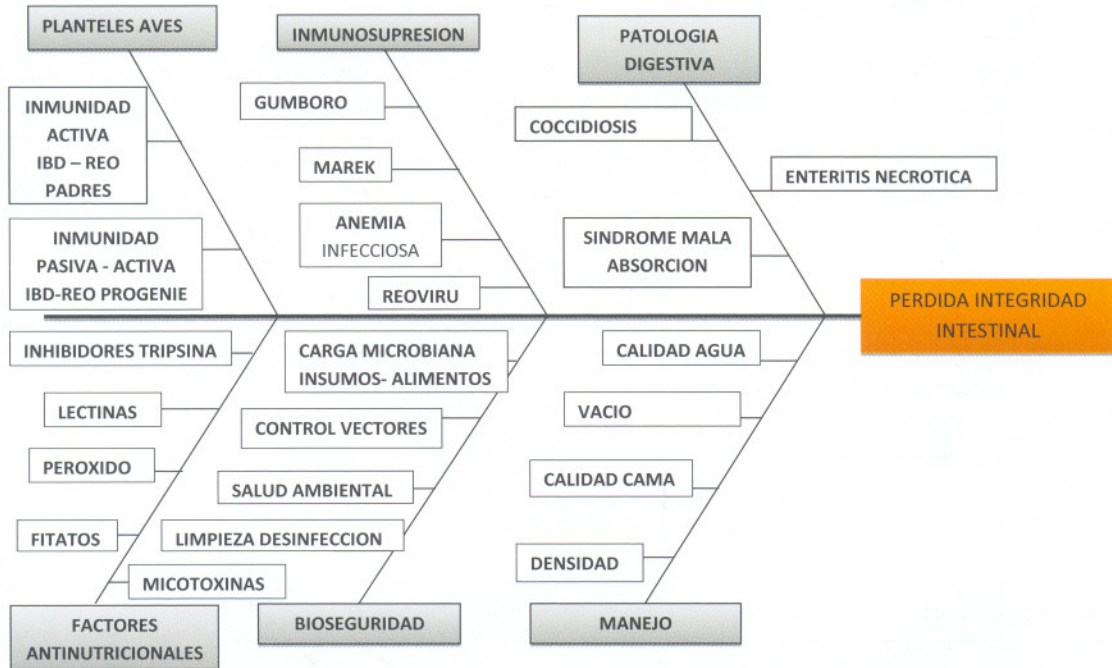 PLANTELES AVES
INMUNOSUPRESION
PATOLOGIA
DIGESTIVA
INMUNIDAD
ACTIVA
IBD – REO
PADRES
INMUNIDAD
PASIVA - ACTIVA
IBD-REO PROGENIE
GUMBORO
MAREK
ANEMIA
INFECCIOSA
REOVIRU
COCCIDIOSIS
ENTERITIS NECROTICA
SINDROME MALA
ABSORCION
PERDIDA INTEGRIDAD
INTESTINAL
INHIBIDORES TRIPSINA
LECTINAS
PEROXIDO
FITATOS
MICOTOXINAS
CARGA MICROBIANA
INSUMOS- ALIMENTOS
CONTROL VECTORES
SALUD AMBIENTAL
LIMPIEZA DESINFECCION
CALIDAD AGUA
VACIO
CALIDAD CAMA
DENSIDAD
FACTORES
ANTINUTRICIONALES
BIOSEGURIDAD
MANEJO